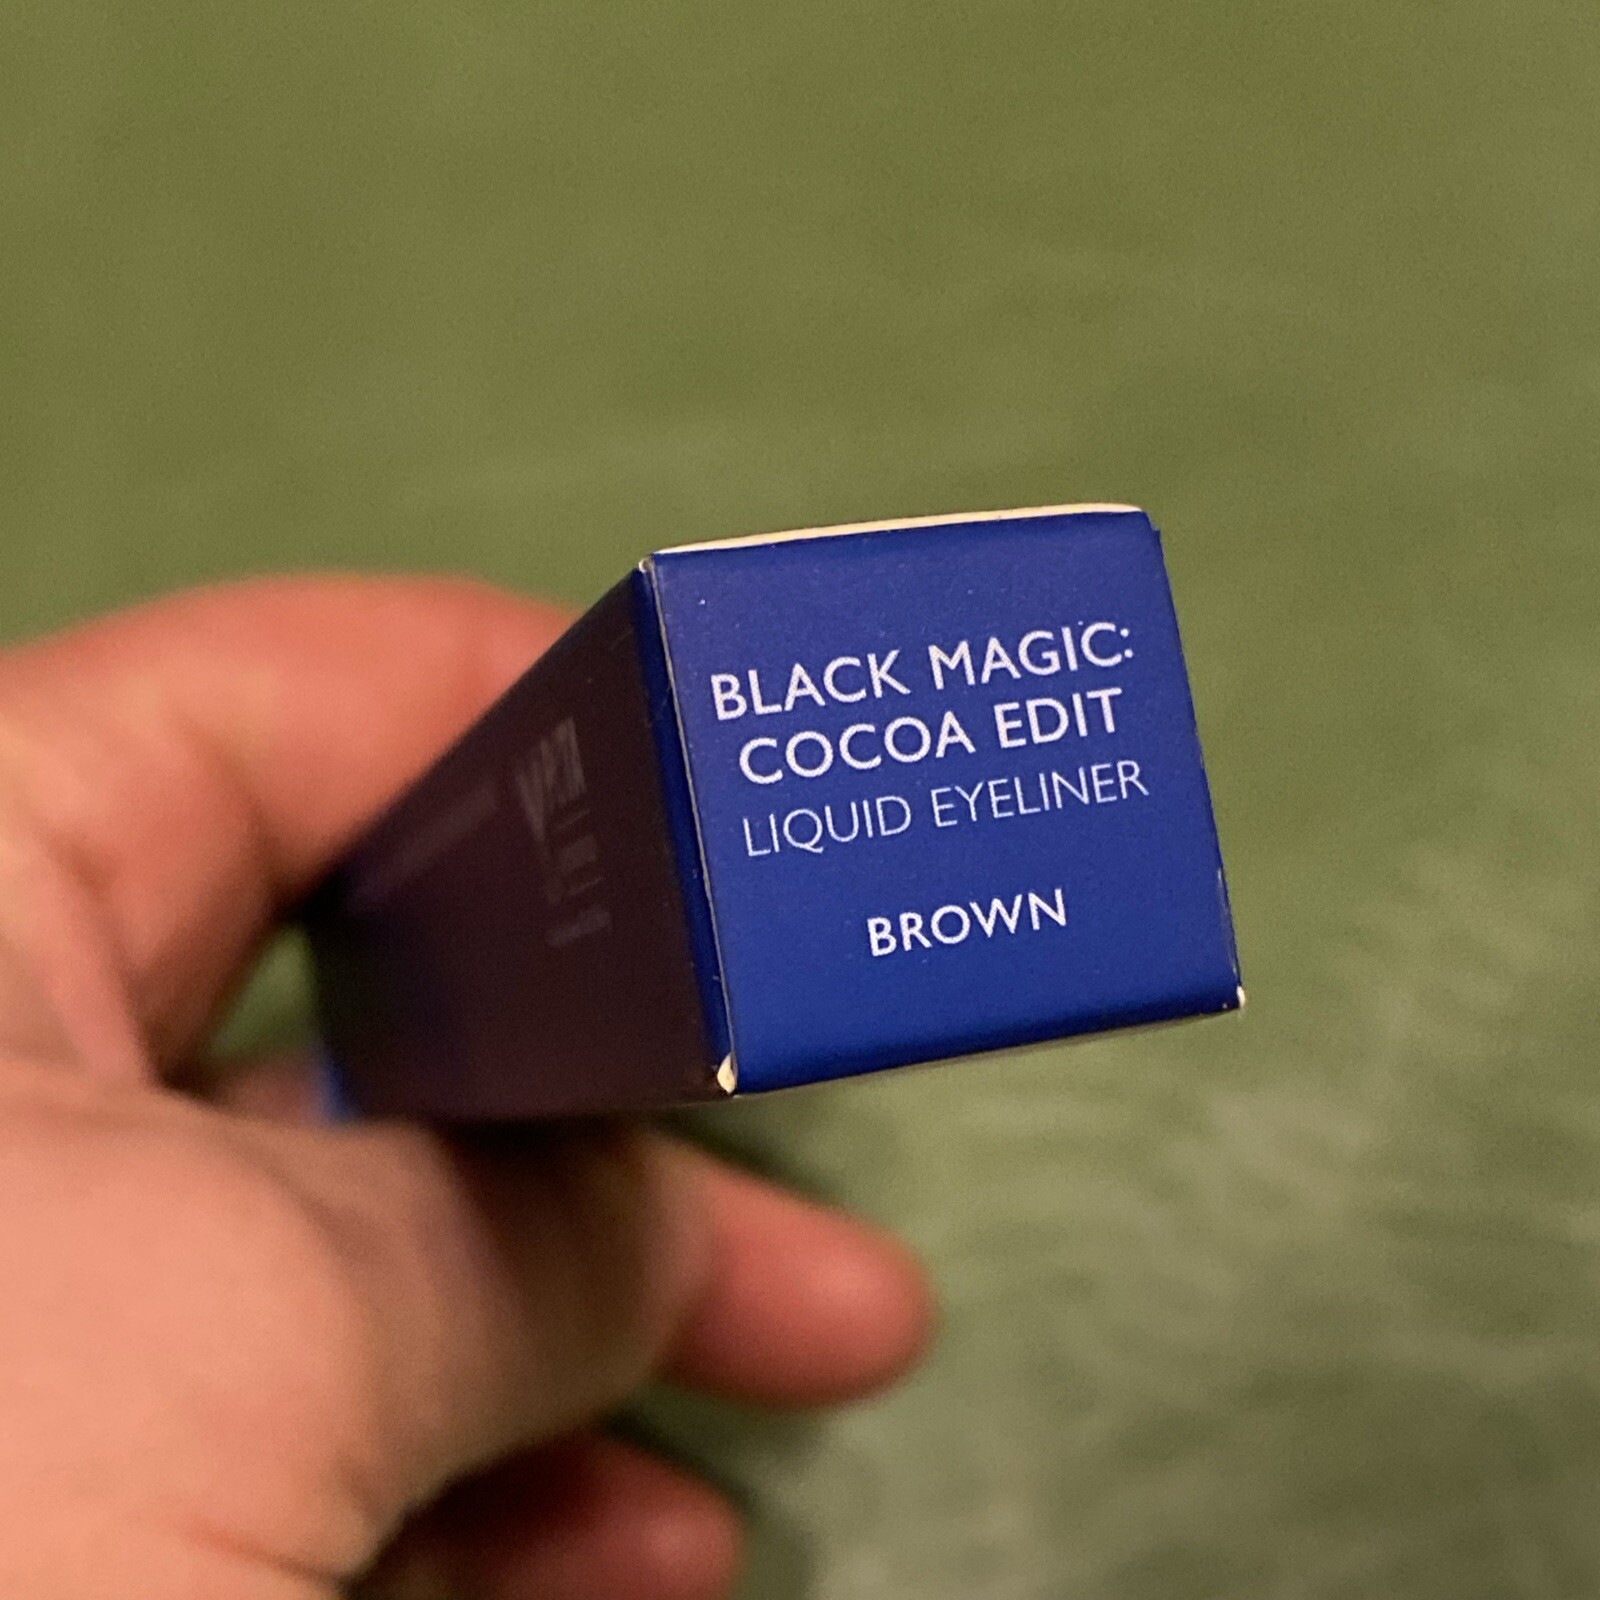 BLACK MAGIC:
COCOA EDIT
LIQUID EYELINER
BROWN